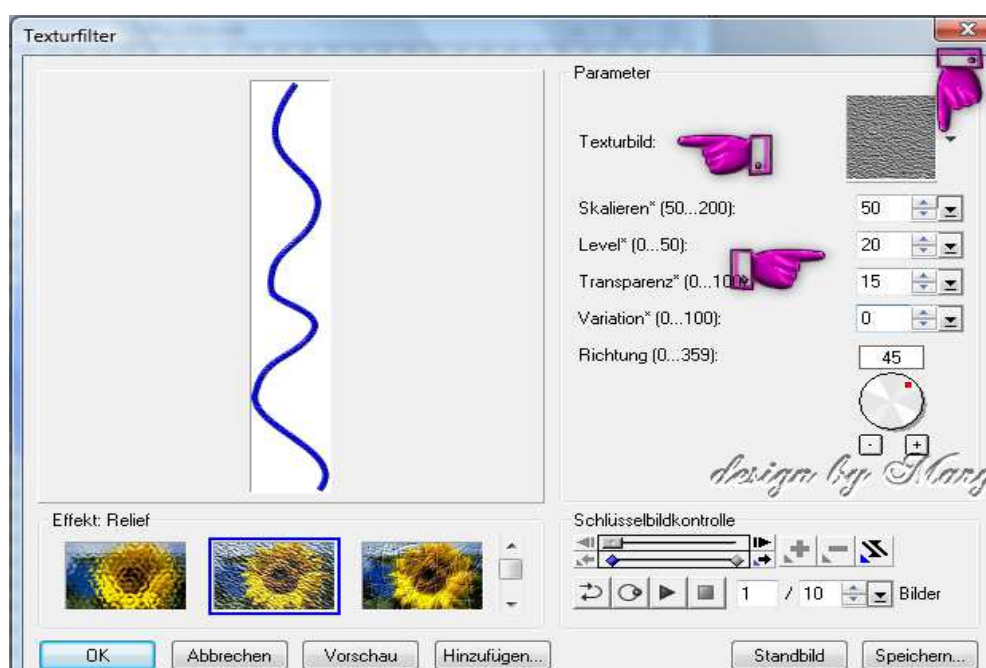 Texturfilter
Parameter
Texturbild:
Skalieren* (50...200):
50
Level* (0...50):
20
Transparenz* (0...100):
15
Variation* (0...100):
0
Richtung (0...359):
45
-
+
design by Marg
Effekt: Relief
Schlüsselbildkontrolle
1 / 10 Bilder
OK
Abbrechen
Vorschau
Hinzufügen...
Standbild
Speichern...